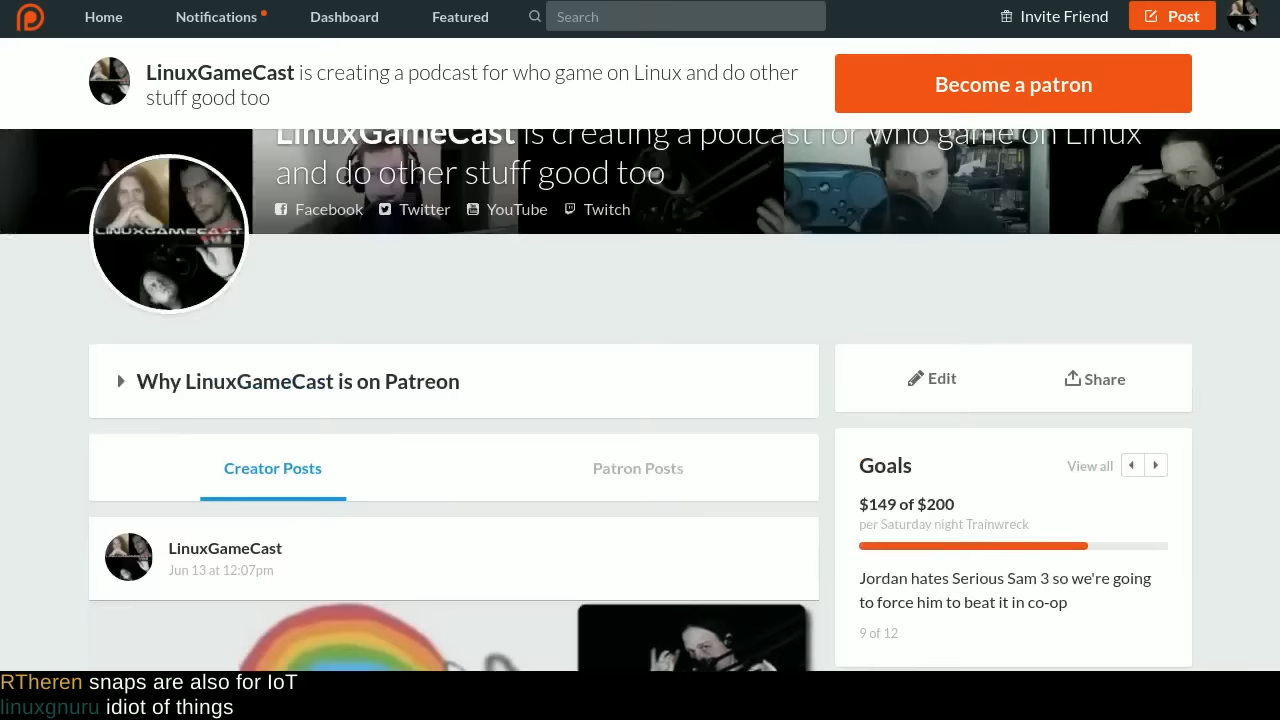 Home Notifications Dashboard Featured Search Invite Friend Post
LinuxGameCast is creating a podcast for who game on Linux and do other
stuff good too
Become a patron
LinuxGameCast is creating a podcast for who game on Linux
and do other stuff good too
Facebook Twitter YouTube Twitch
LINUXGAMECAST
Why LinuxGameCast is on Patreon
Edit Share
Creator Posts Patron Posts
Goals View all
$149 of $200
per Saturday night Trainwreck
Jordan hates Serious Sam 3 so we're going
to force him to beat it in co-op
9 of 12
LinuxGameCast
Jun 13 at 12:07pm
RTheren snaps are also for IoT
linuxgnuru idiot of things